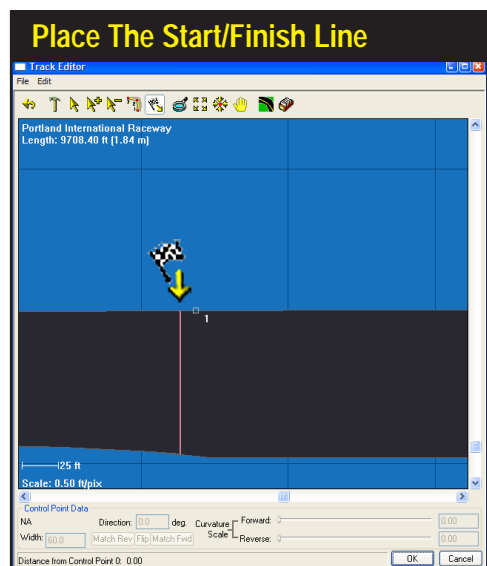 Place The Start/Finish Line
Track Editor
File Edit
Portland International Raceway
Length: 9708.40 ft (1.84 m)
1
25 ft
Scale: 0.50 ft/pix
Control Point Data
NA Direction: 0.0 deg. Curvature Scale Forward: 0.00
Width: 60.0 Match Rev Flip Match Fwd Reverse: 0.00
Distance from Control Point 0: 0.00 OK Cancel